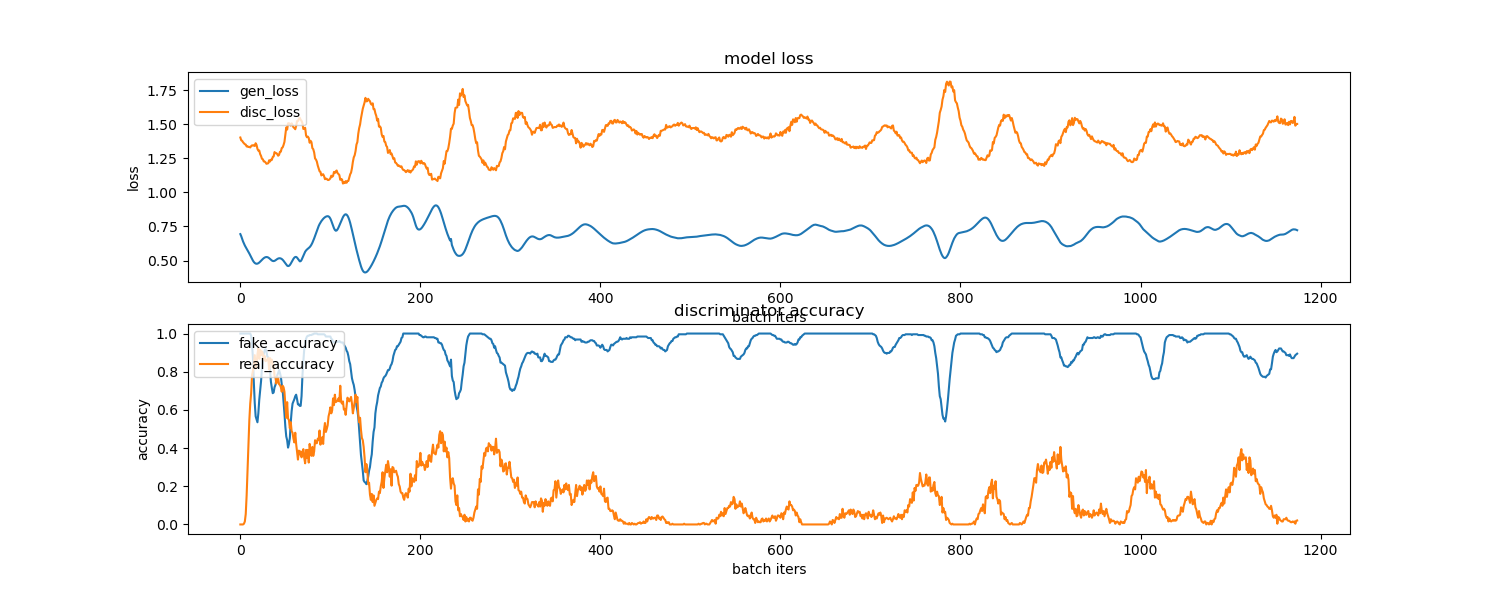 model loss
gen_loss
disc_loss
loss
1.75
1.50
1.25
1.00
0.75
0.50
0 200 400 600 800 1000 1200
batch iters
discriminator accuracy
fake_accuracy
real_accuracy
accuracy
1.0
0.8
0.6
0.4
0.2
0.0
0 200 400 600 800 1000 1200
batch iters